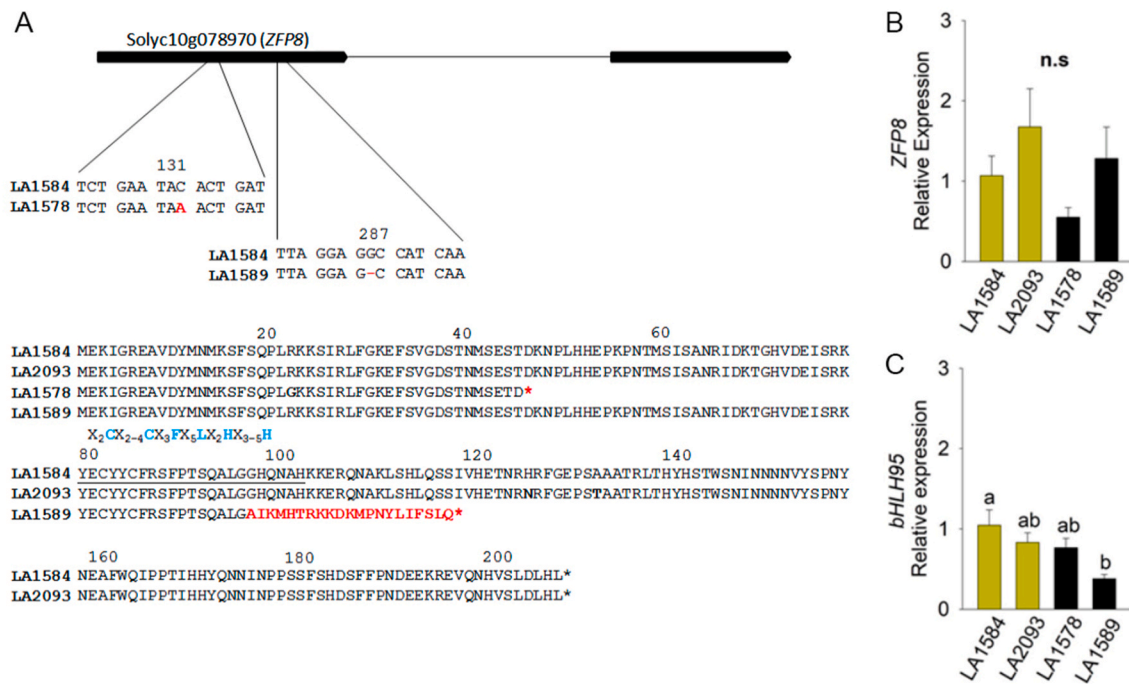 A
Solyc10g078970 (ZFP8)
131
LA1584 TCT GAA TAC ACT GAT
LA1578 TCT GAA TAA ACT GAT
287
LA1584 TTA GGA GGC CAT CAA
LA1589 TTA GGA G-C CAT CAA
20 40 60
LA1584 MEKIGREAVDYMNMKSFSQPLRKKSIRLFGKEFSVGDSTNMSESTDKNPLHHEPKPNTMSISANRIDKTGHVDEISRK
LA2093 MEKIGREAVDYMNMKSFSQPLRKKSIRLFGKEFSVGDSTNMSESTDKNPLHHEPKPNTMSISANRIDKTGHVDEISRK
LA1578 MEKIGREAVDYMNMKSFSQPLGKKSIRLFGKEFSVGDSTNMSETD*
LA1589 MEKIGREAVDYMNMKSFSQPLRKKSIRLFGKEFSVGDSTNMSESTDKNPLHHEPKPNTMSISANRIDKTGHVDEISRK
X2CX2-4CX3FX5LX2HX3-5H
80 100 120 140
LA1584 YECYYCFRSFPTSQALGGHQNAHKKERQNAKLSHLQSSIVHETNRHRFGEPSAAATRLTHYHSTWSNINNNNNVYSPNY
LA2093 YECYYCFRSFPTSQALGGHQNAHKKERQNAKLSHLQSSIVHETNRNRFGEPSTAATRLTHYHSTWSNINNNNNVYSPNY
LA1589 YECYYCFRSFPTSQALGAIKMHTRKKDKMPNYLIFSLQ*
160 180 200
LA1584 NEAFWQIPPTIHHYQNNINPPSSFSHDSFFPNDEEKREVQNHVSLDLHL*
LA2093 NEAFWQIPPTIHHYQNNINPPSSFSHDSFFPNDEEKREVQNHVSLDLHL*
B
ZFP8
Relative Expression
3
2
1
0
n.s
LA1584 LA2093 LA1578 LA1589
C
bHLH95
Relative expression
3
2
1
0
a ab ab b
LA1584 LA2093 LA1578 LA1589